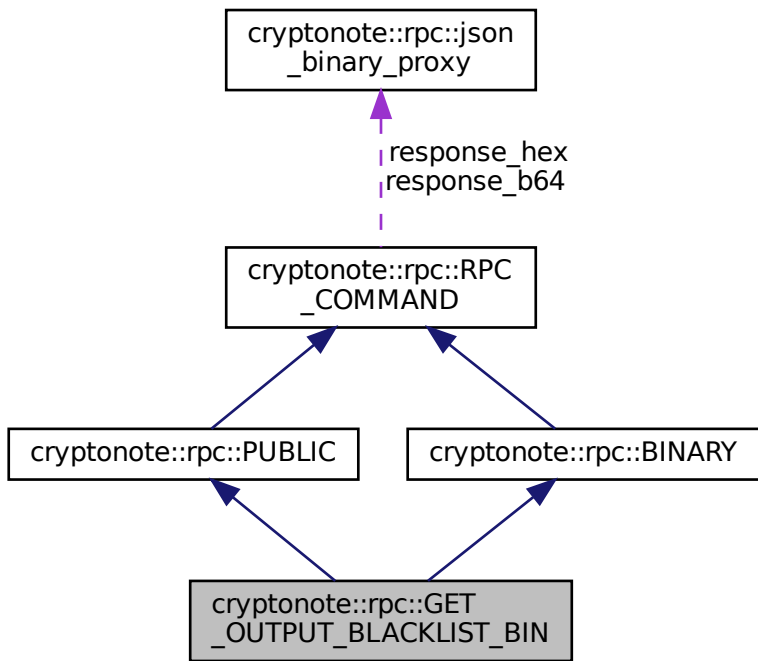 cryptonote::rpc::json
_binary_proxy
response_hex
response_b64
cryptonote::rpc::RPC
_COMMAND
cryptonote::rpc::PUBLIC
cryptonote::rpc::BINARY
cryptonote::rpc::GET
_OUTPUT_BLACKLIST_BIN